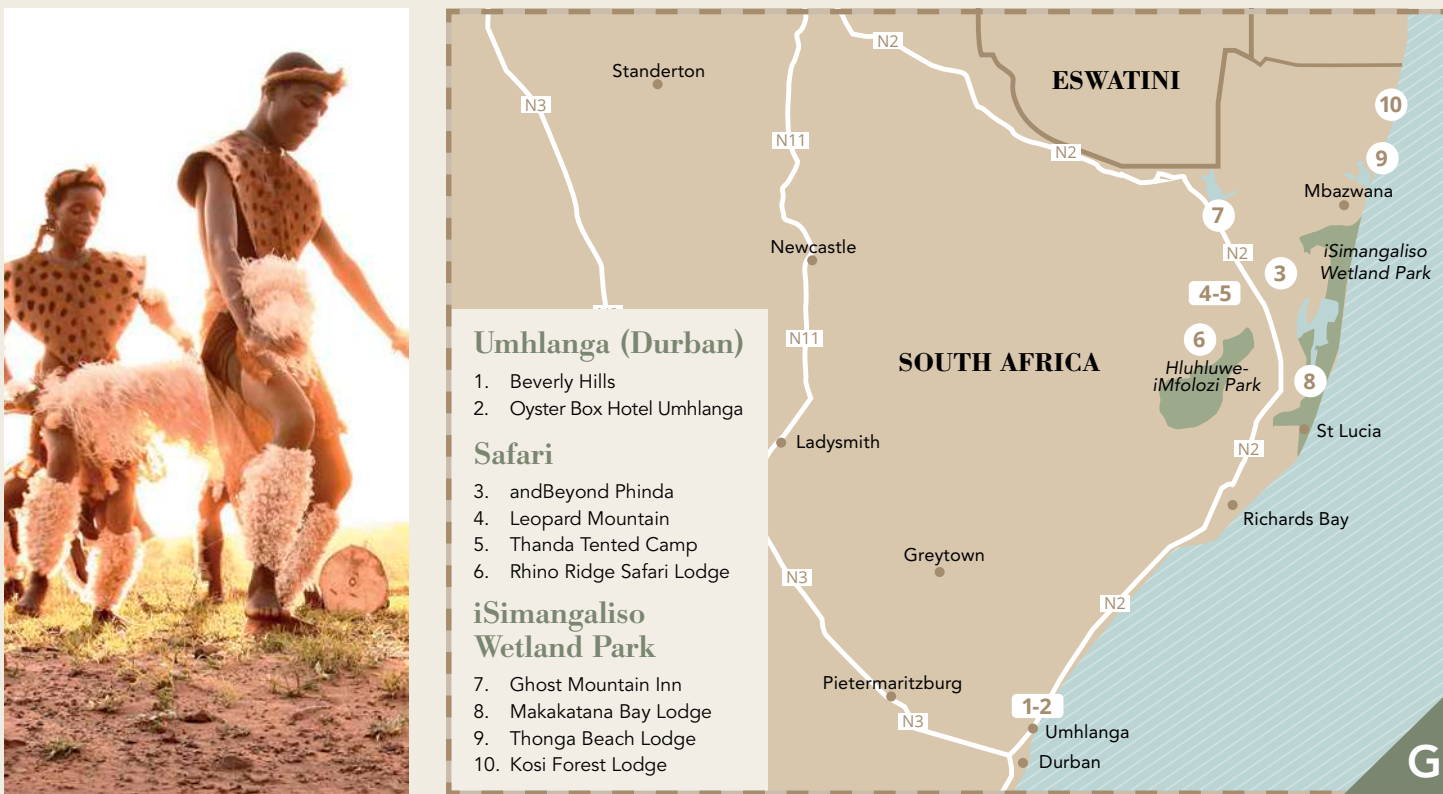 Standerton
N3
N11
N2
ESWATINI
N2
10
9
Mbazwana
7
N2
Newcastle
iSimangaliso
Wetland Park
3
4-5
N11
6
SOUTH AFRICA
Hluhluwe-
iMfolozi Park
8
St Lucia
Ladysmith
N2
Richards Bay
Greytown
N3
N2
Pietermaritzburg
N3
1-2
Umhlanga
Durban
G
Umhlanga (Durban)
1. Beverly Hills
2. Oyster Box Hotel Umhlanga
Safari
3. andBeyond Phinda
4. Leopard Mountain
5. Thanda Tented Camp
6. Rhino Ridge Safari Lodge
iSimangaliso
Wetland Park
7. Ghost Mountain Inn
8. Makakatana Bay Lodge
9. Thonga Beach Lodge
10. Kosi Forest Lodge